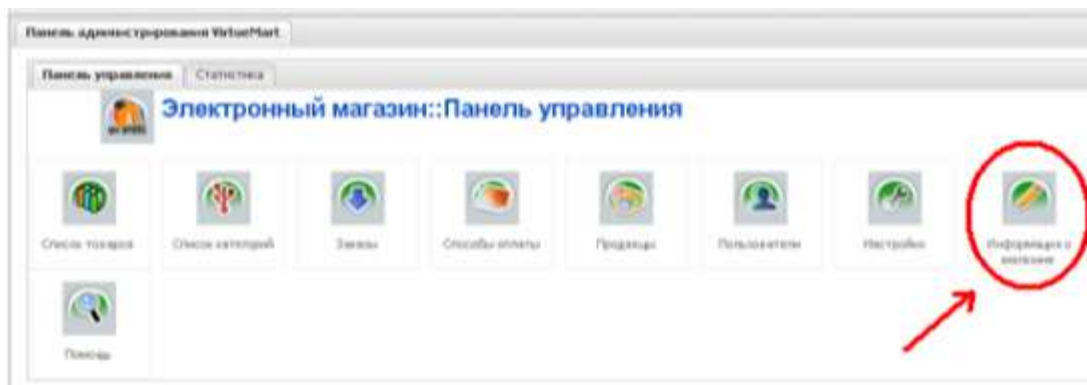 Панель администрирования VirtueMart
Панель управления Статистика
Электронный магазин::Панель управления
Список товаров Список категорий Заказы Способы оплаты Продавцы Пользователи Настройки Информация о магазине
Помощь